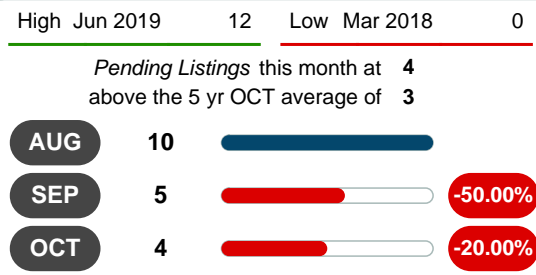 High Jun 2019 12 Low Mar 2018 0
Pending Listings this month at 4
above the 5 yr OCT average of 3
AUG 10
SEP 5 -50.00%
OCT 4 -20.00%